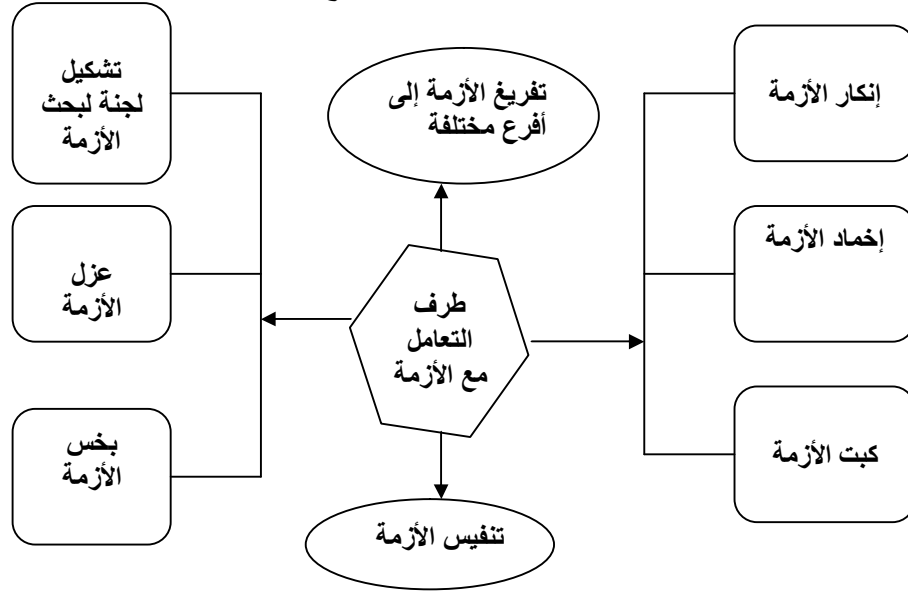 إنكار الأزمة
إخماد الأزمة
كبت الأزمة
تفريغ الأزمة إلى
أفرع مختلفة
طرف
التعامل
مع الأزمة
تنفيس الأزمة
تشكيل
لجنة لبحث
الأزمة
عزل
الأزمة
بخس
الأزمة